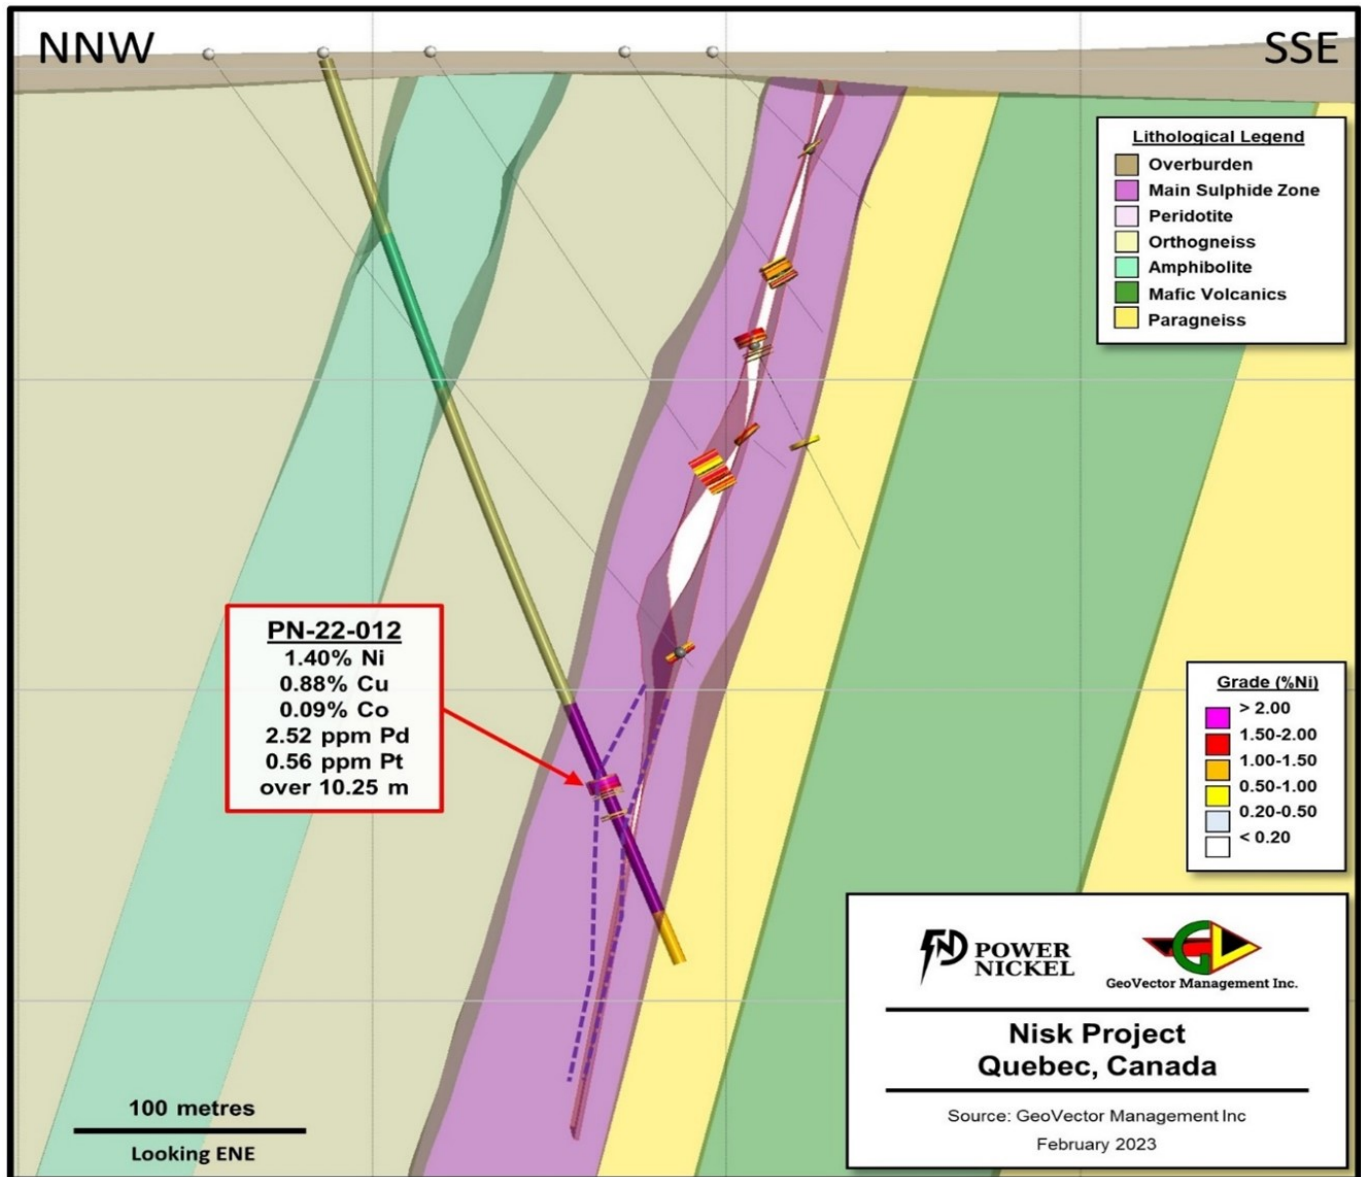 NNW
SSE
Lithological Legend
Overburden
Main Sulphide Zone
Peridotite
Orthogneiss
Amphibolite
Mafic Volcanics
Paragneiss
PN-22-012
1.40% Ni
0.88% Cu
0.09% Co
2.52 ppm Pd
0.56 ppm Pt
over 10.25 m
Grade (%Ni)
> 2.00
1.50-2.00
1.00-1.50
0.50-1.00
0.20-0.50
< 0.20
POWER
NICKEL
GeoVector Management Inc.
Nisk Project
Quebec, Canada
Source: GeoVector Management Inc
February 2023
100 metres
Looking ENE